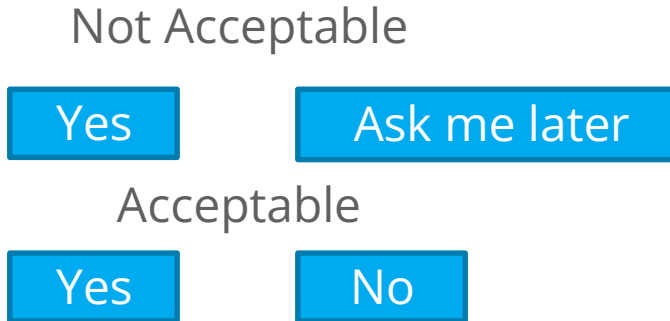 Not Acceptable
Yes Ask me later
Acceptable
Yes No